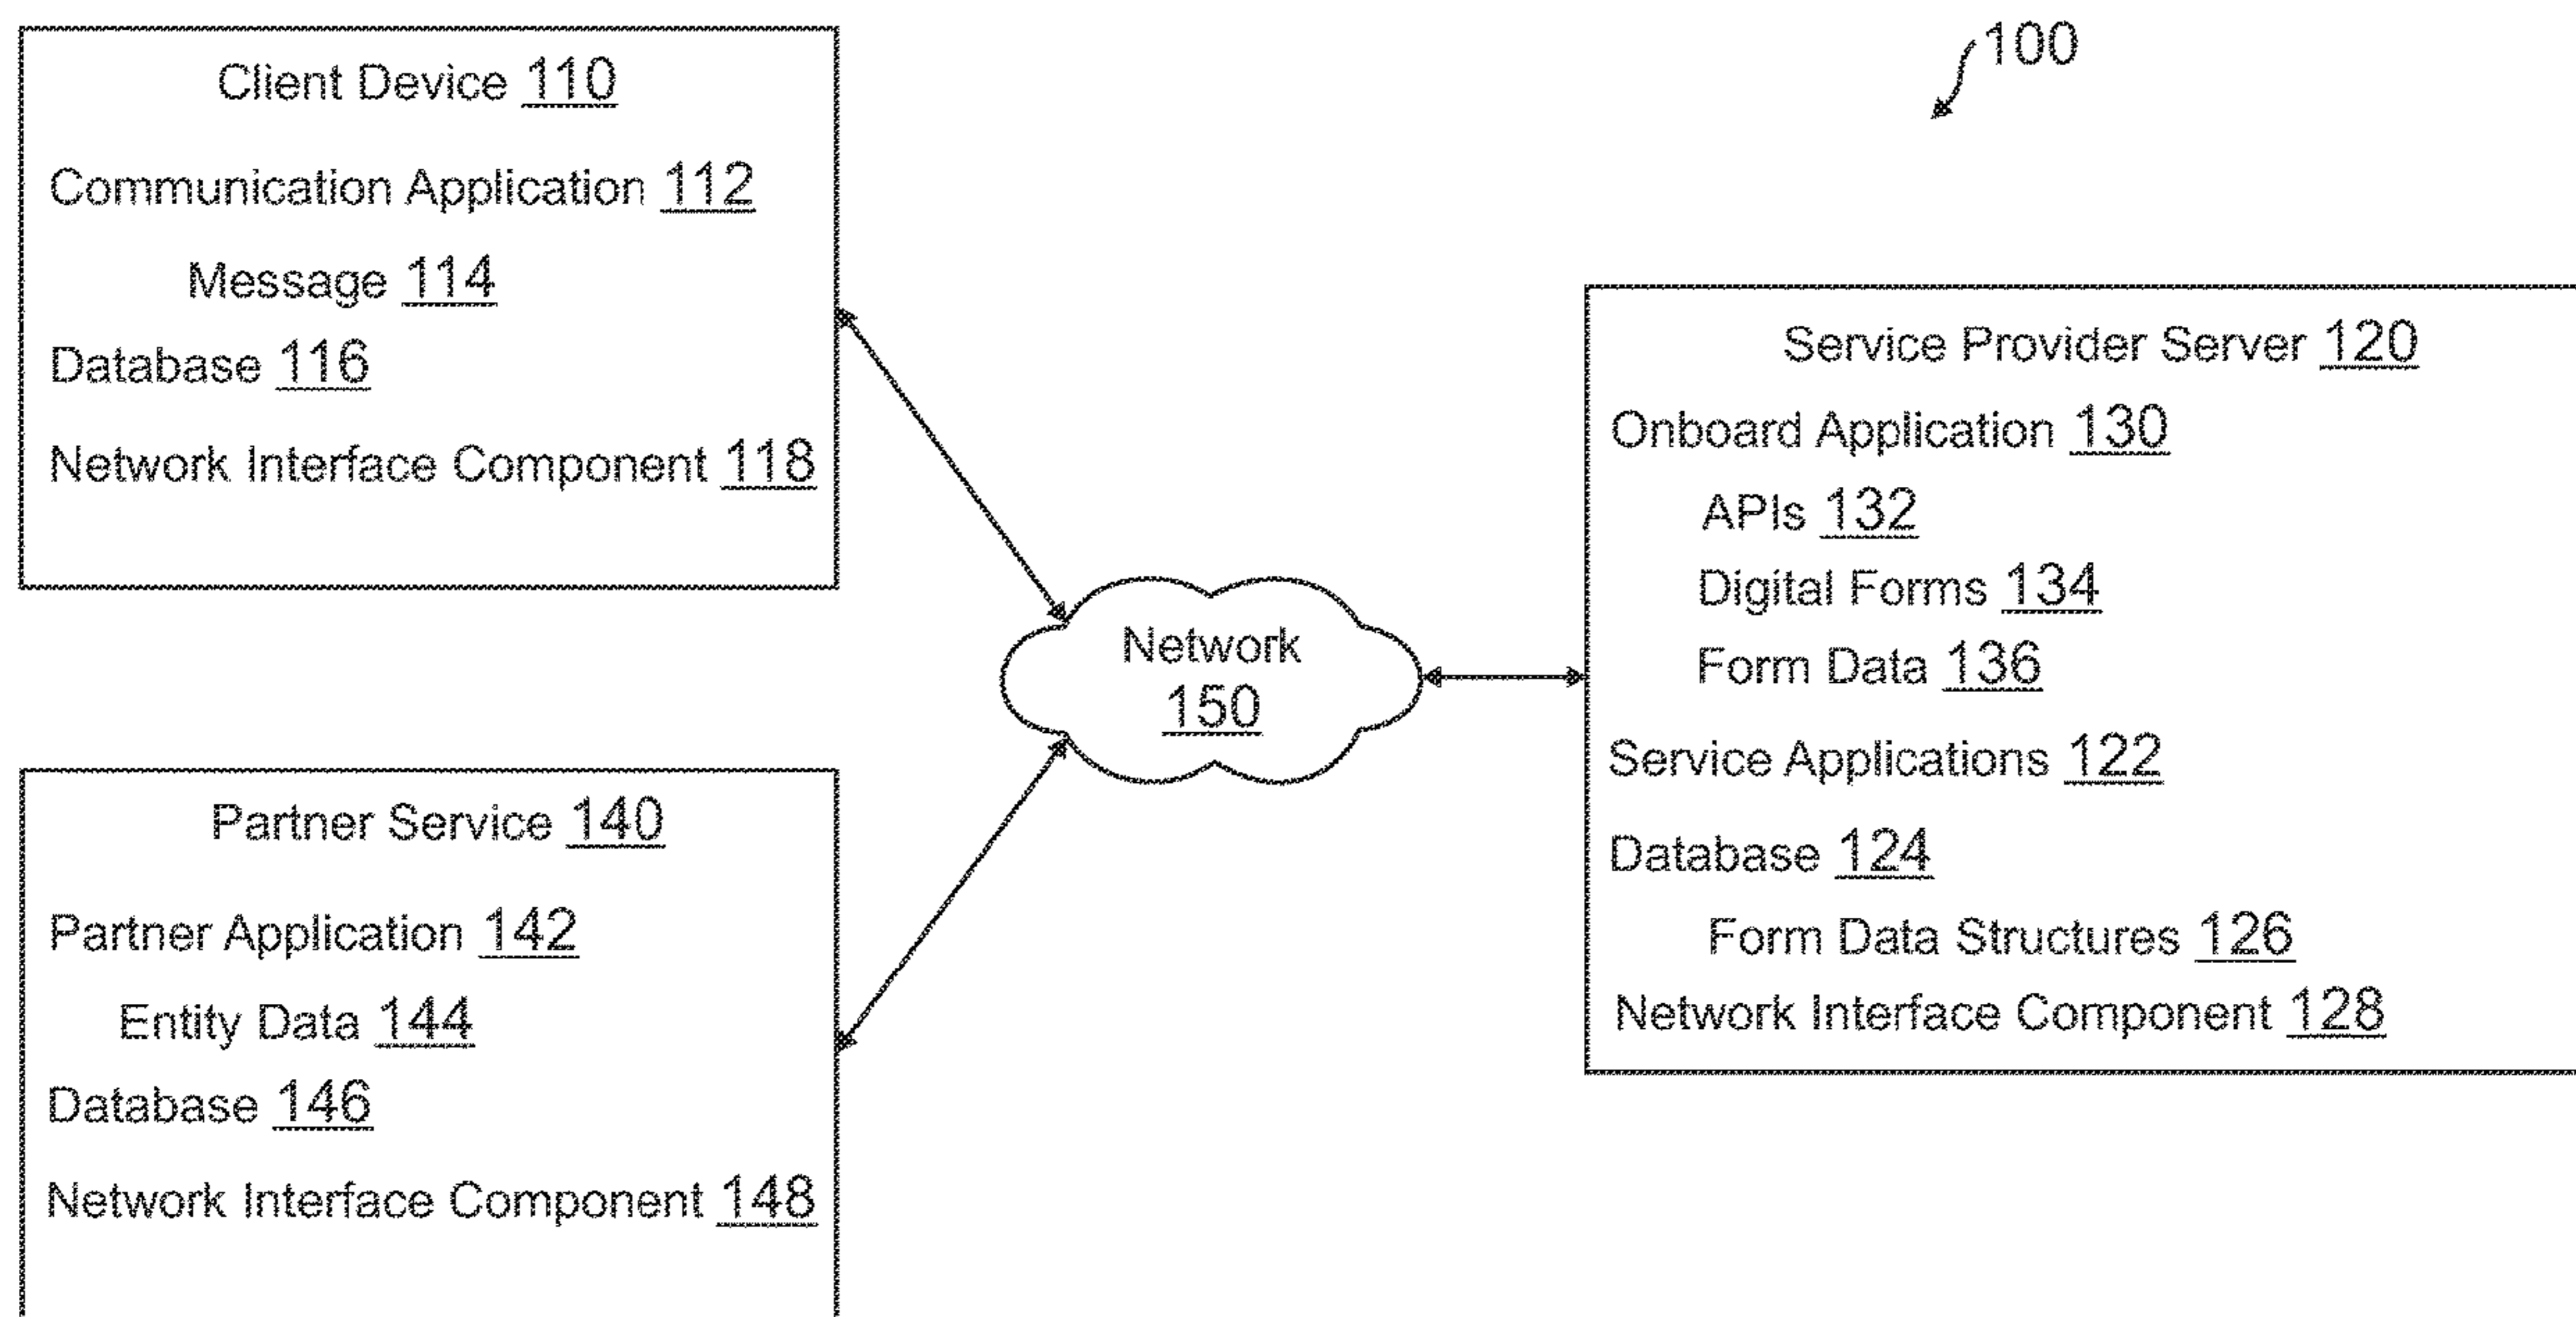 100
Client Device 110
Communication Application 112
Message 114
Database 116
Network Interface Component 118
Partner Service 140
Partner Application 142
Entity Data 144
Database 146
Network Interface Component 148
Network
150
Service Provider Server 120
Onboard Application 130
APIs 132
Digital Forms 134
Form Data 136
Service Applications 122
Database 124
Form Data Structures 126
Network Interface Component 128